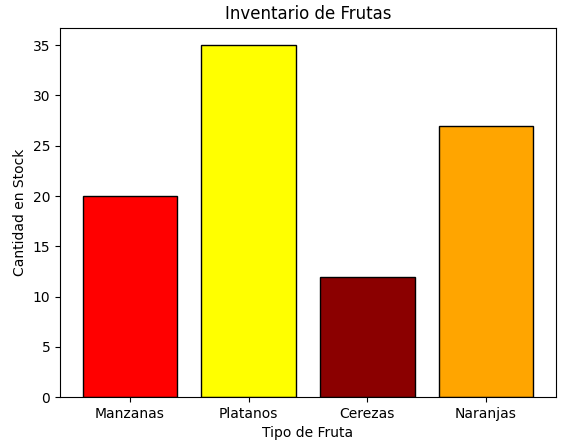 Inventario de Frutas
Cantidad en Stock
35
30
25
20
15
10
5
0
Manzanas Platanos Cerezas Naranjas
Tipo de Fruta